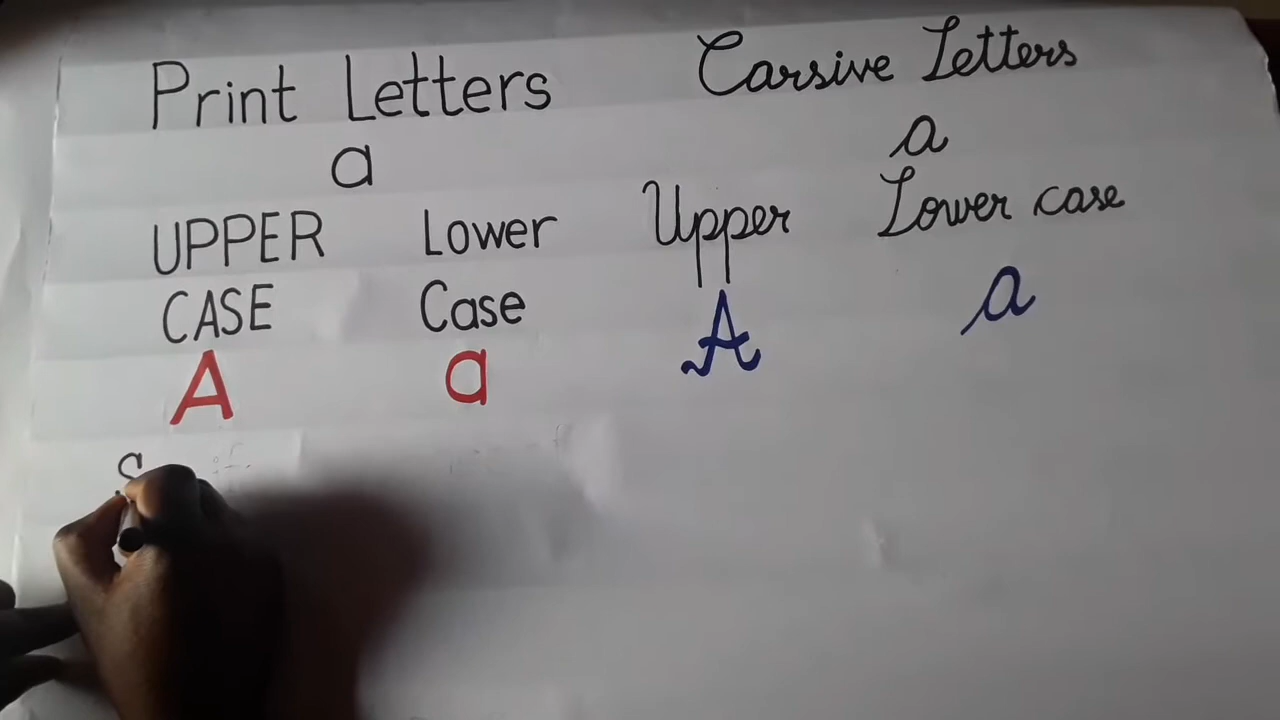 Print Letters
a
UPPER Lower
CASE Case
A a
Carsive Letters
a
Upper Lower case
A a
S